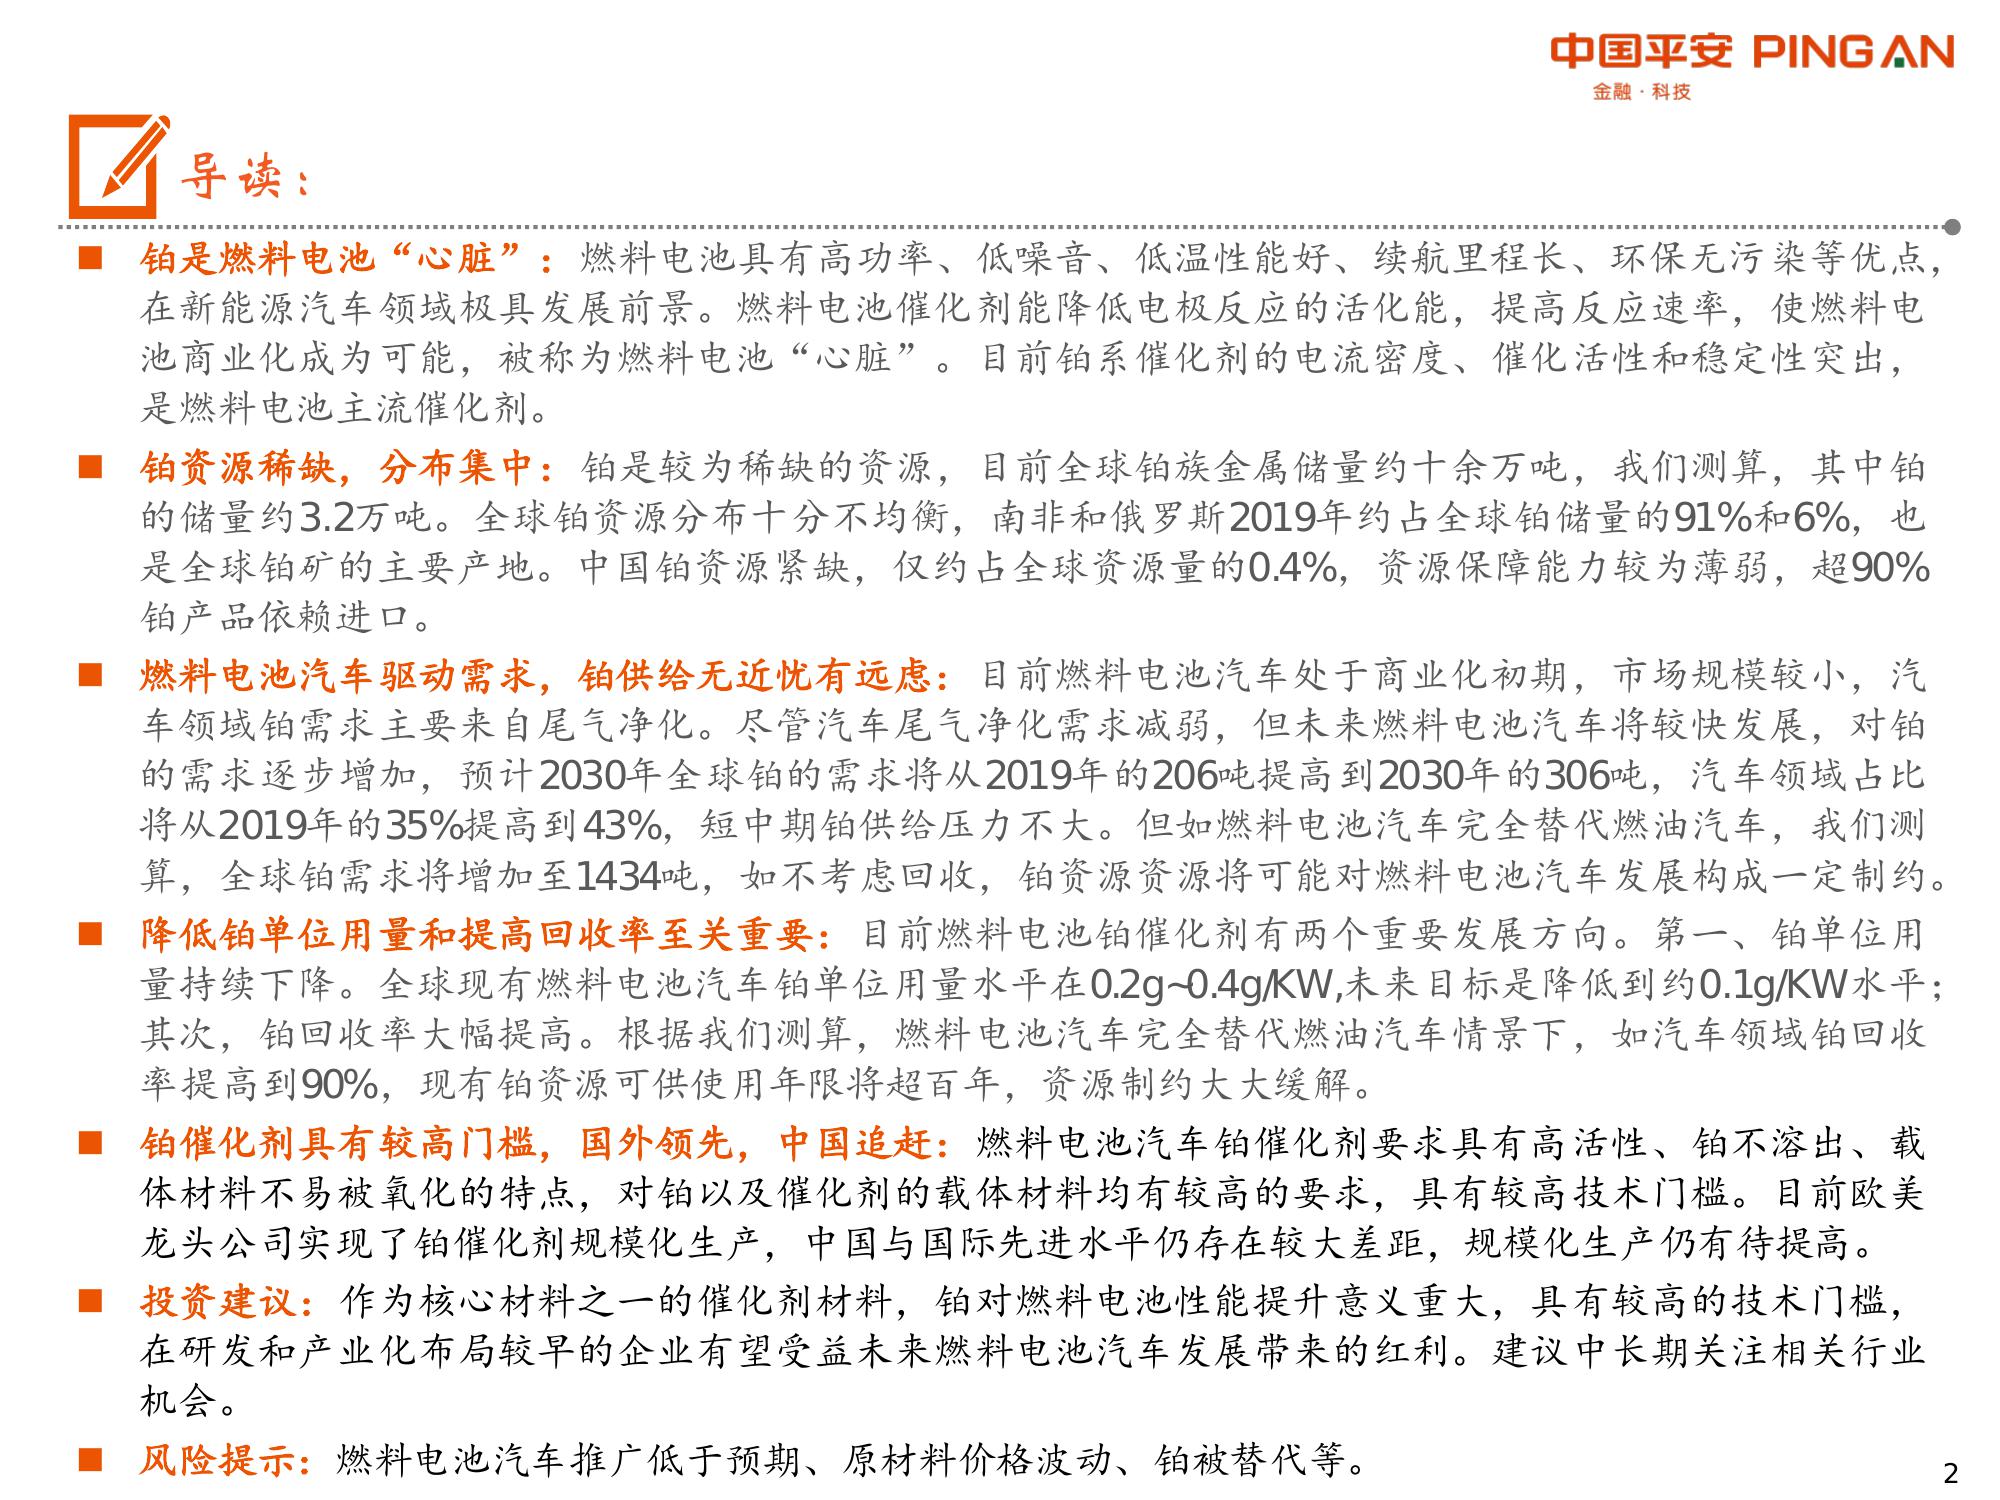 中国平安 PING AN
金融·科技
导读：
■ 铂是燃料电池“心脏”：燃料电池具有高功率、低噪音、低温性能好、续航里程长、环保无污染等优点，
在新能源汽车领域极具发展前景。燃料电池催化剂能降低电极反应的活化能，提高反应速率，使燃料电
池商业化成为可能，被称为燃料电池“心脏”。目前铂系催化剂的电流密度、催化活性和稳定性突出，
是燃料电池主流催化剂。
■ 铂资源稀缺，分布集中：铂是较为稀缺的资源，目前全球铂族金属储量约十余万吨，我们测算，其中铂
的储量约3.2万吨。全球铂资源分布十分不均衡，南非和俄罗斯2019年约占全球铂储量的91%和6%，也
是全球铂矿的主要产地。中国铂资源紧缺，仅约占全球资源量的0.4%，资源保障能力较为薄弱，超90%
铂产品依赖进口。
■ 燃料电池汽车驱动需求，铂供给无近忧有远虑：目前燃料电池汽车处于商业化初期，市场规模较小，汽
车领域铂需求主要来自尾气净化。尽管汽车尾气净化需求减弱，但未来燃料电池汽车将较快发展，对铂
的需求逐步增加，预计2030年全球铂的需求将从2019年的206吨提高到2030年的306吨，汽车领域占比
将从2019年的35%提高到43%，短中期铂供给压力不大。但如燃料电池汽车完全替代燃油汽车，我们测
算，全球铂需求将增加至1434吨，如不考虑回收，铂资源资源将可能对燃料电池汽车发展构成一定制约。
■ 降低铂单位用量和提高回收率至关重要：目前燃料电池铂催化剂有两个重要发展方向。第一、铂单位用
量持续下降。全球现有燃料电池汽车铂单位用量水平在0.2g~0.4g/KW,未来目标是降低到约0.1g/KW水平；
其次，铂回收率大幅提高。根据我们测算，燃料电池汽车完全替代燃油汽车情景下，如汽车领域铂回收
率提高到90%，现有铂资源可供使用年限将超百年，资源制约大大缓解。
■ 铂催化剂具有较高门槛，国外领先，中国追赶：燃料电池汽车铂催化剂要求具有高活性、铂不溶出、载
体材料不易被氧化的特点，对铂以及催化剂的载体材料均有较高的要求，具有较高技术门槛。目前欧美
龙头公司实现了铂催化剂规模化生产，中国与国际先进水平仍存在较大差距，规模化生产仍有待提高。
■ 投资建议：作为核心材料之一的催化剂材料，铂对燃料电池性能提升意义重大，具有较高的技术门槛，
在研发和产业化布局较早的企业有望受益未来燃料电池汽车发展带来的红利。建议中长期关注相关行业
机会。
■ 风险提示：燃料电池汽车推广低于预期、原材料价格波动、铂被替代等。
2